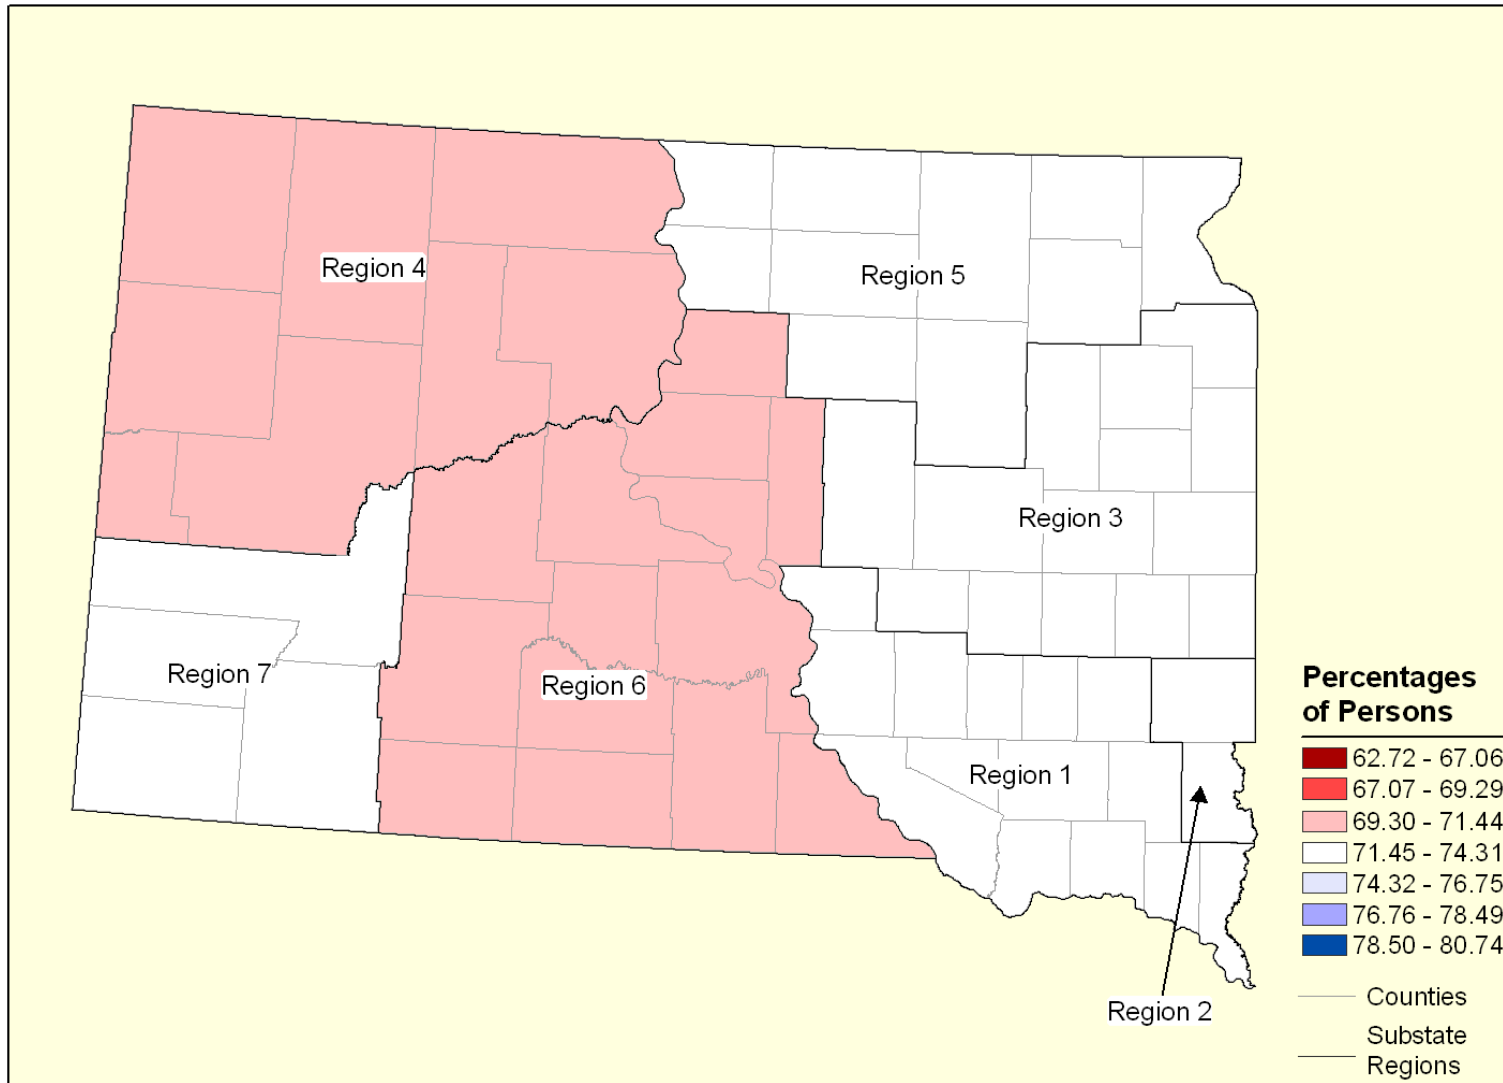 Region 4
Region 5
Region 3
Region 7
Region 6
Region 1
Region 2
Percentages
of Persons
62.72 - 67.06
67.07 - 69.29
69.30 - 71.44
71.45 - 74.31
74.32 - 76.75
76.76 - 78.49
78.50 - 80.74
Counties
Substate
Regions